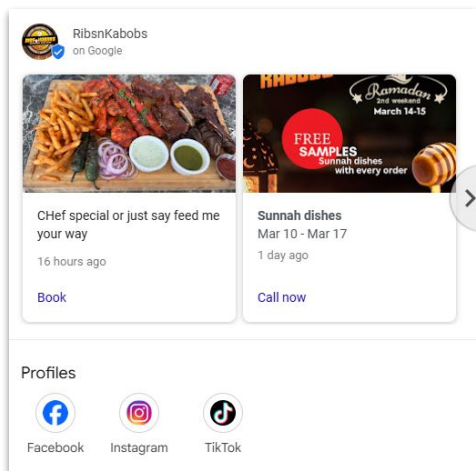 RibsnKabobs
on Google
CHef special or just say feed me
your way
16 hours ago
Book
Ramadan
2nd weekend
March 14-15
FREE
SAMPLES
Sunnah dishes
with every order
Sunnah dishes
Mar 10 - Mar 17
1 day ago
Call now
Profiles
Facebook
Instagram
TikTok